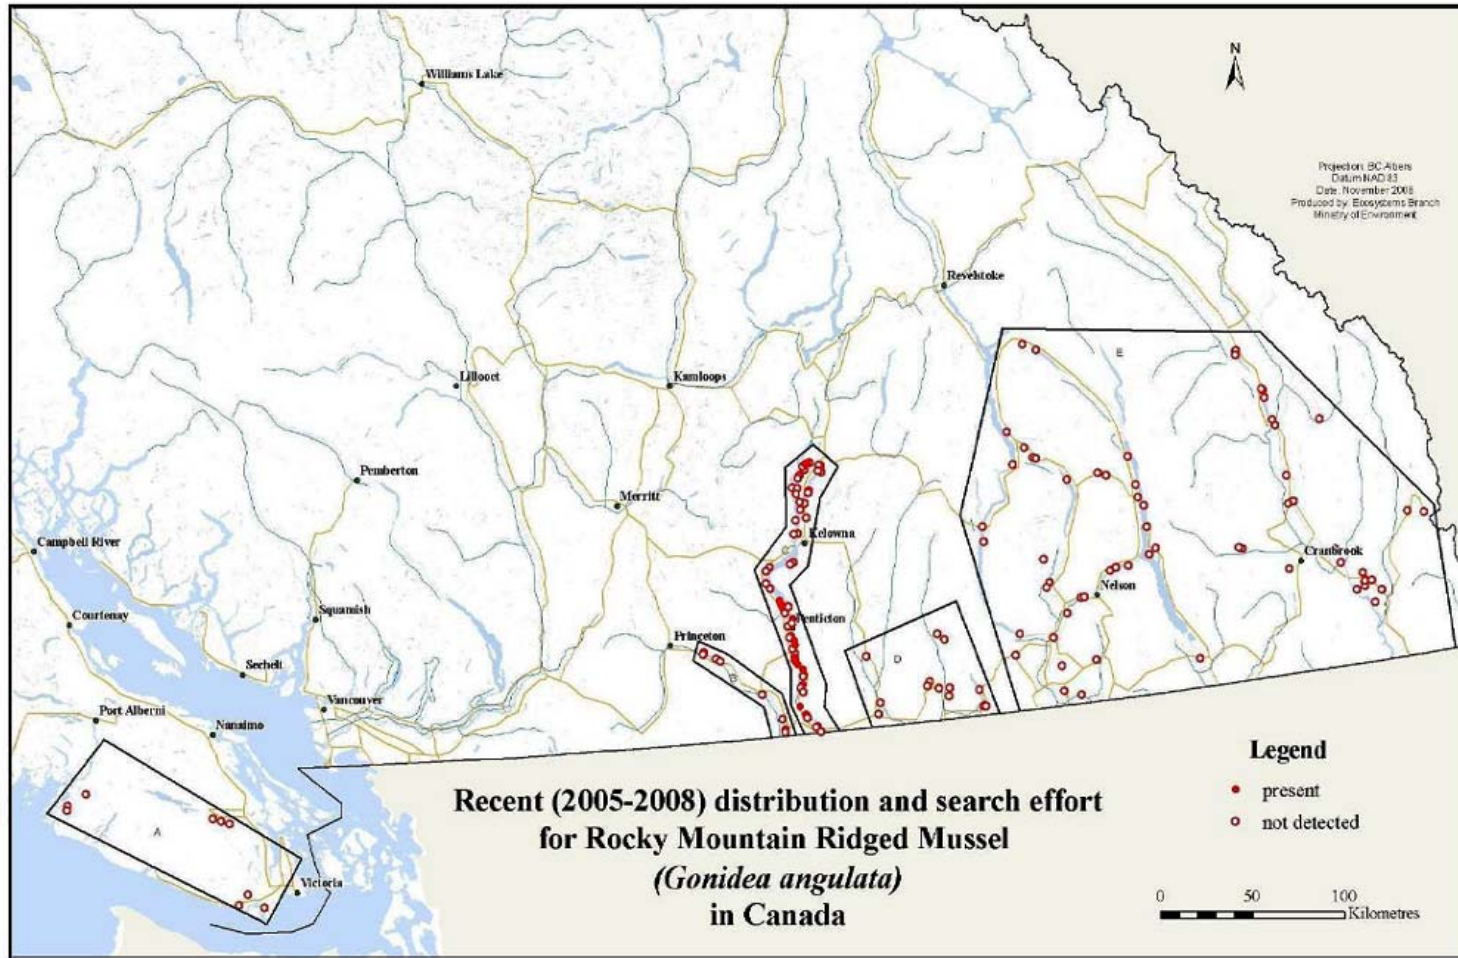 Williams Lake
N
Projection: BC Albers
Datum NAD 83
Date: November 2008
Produced by: Ecosystems Branch
Ministry of Environment
Revelstoke
E
Lillooet
Kamloops
Pemberton
Merritt
Campbell River
Kelowna
C
Cranbrook
Nelson
Courtenay
Squamish
Penticton
Princeton
D
Sechelt
B
Port Alberni
Vancouver
Nanaimo
A
Victoria
Legend
present
not detected
Recent (2005-2008) distribution and search effort
for Rocky Mountain Ridged Mussel
(Gonidea angulata)
in Canada
0 50 100
Kilometres